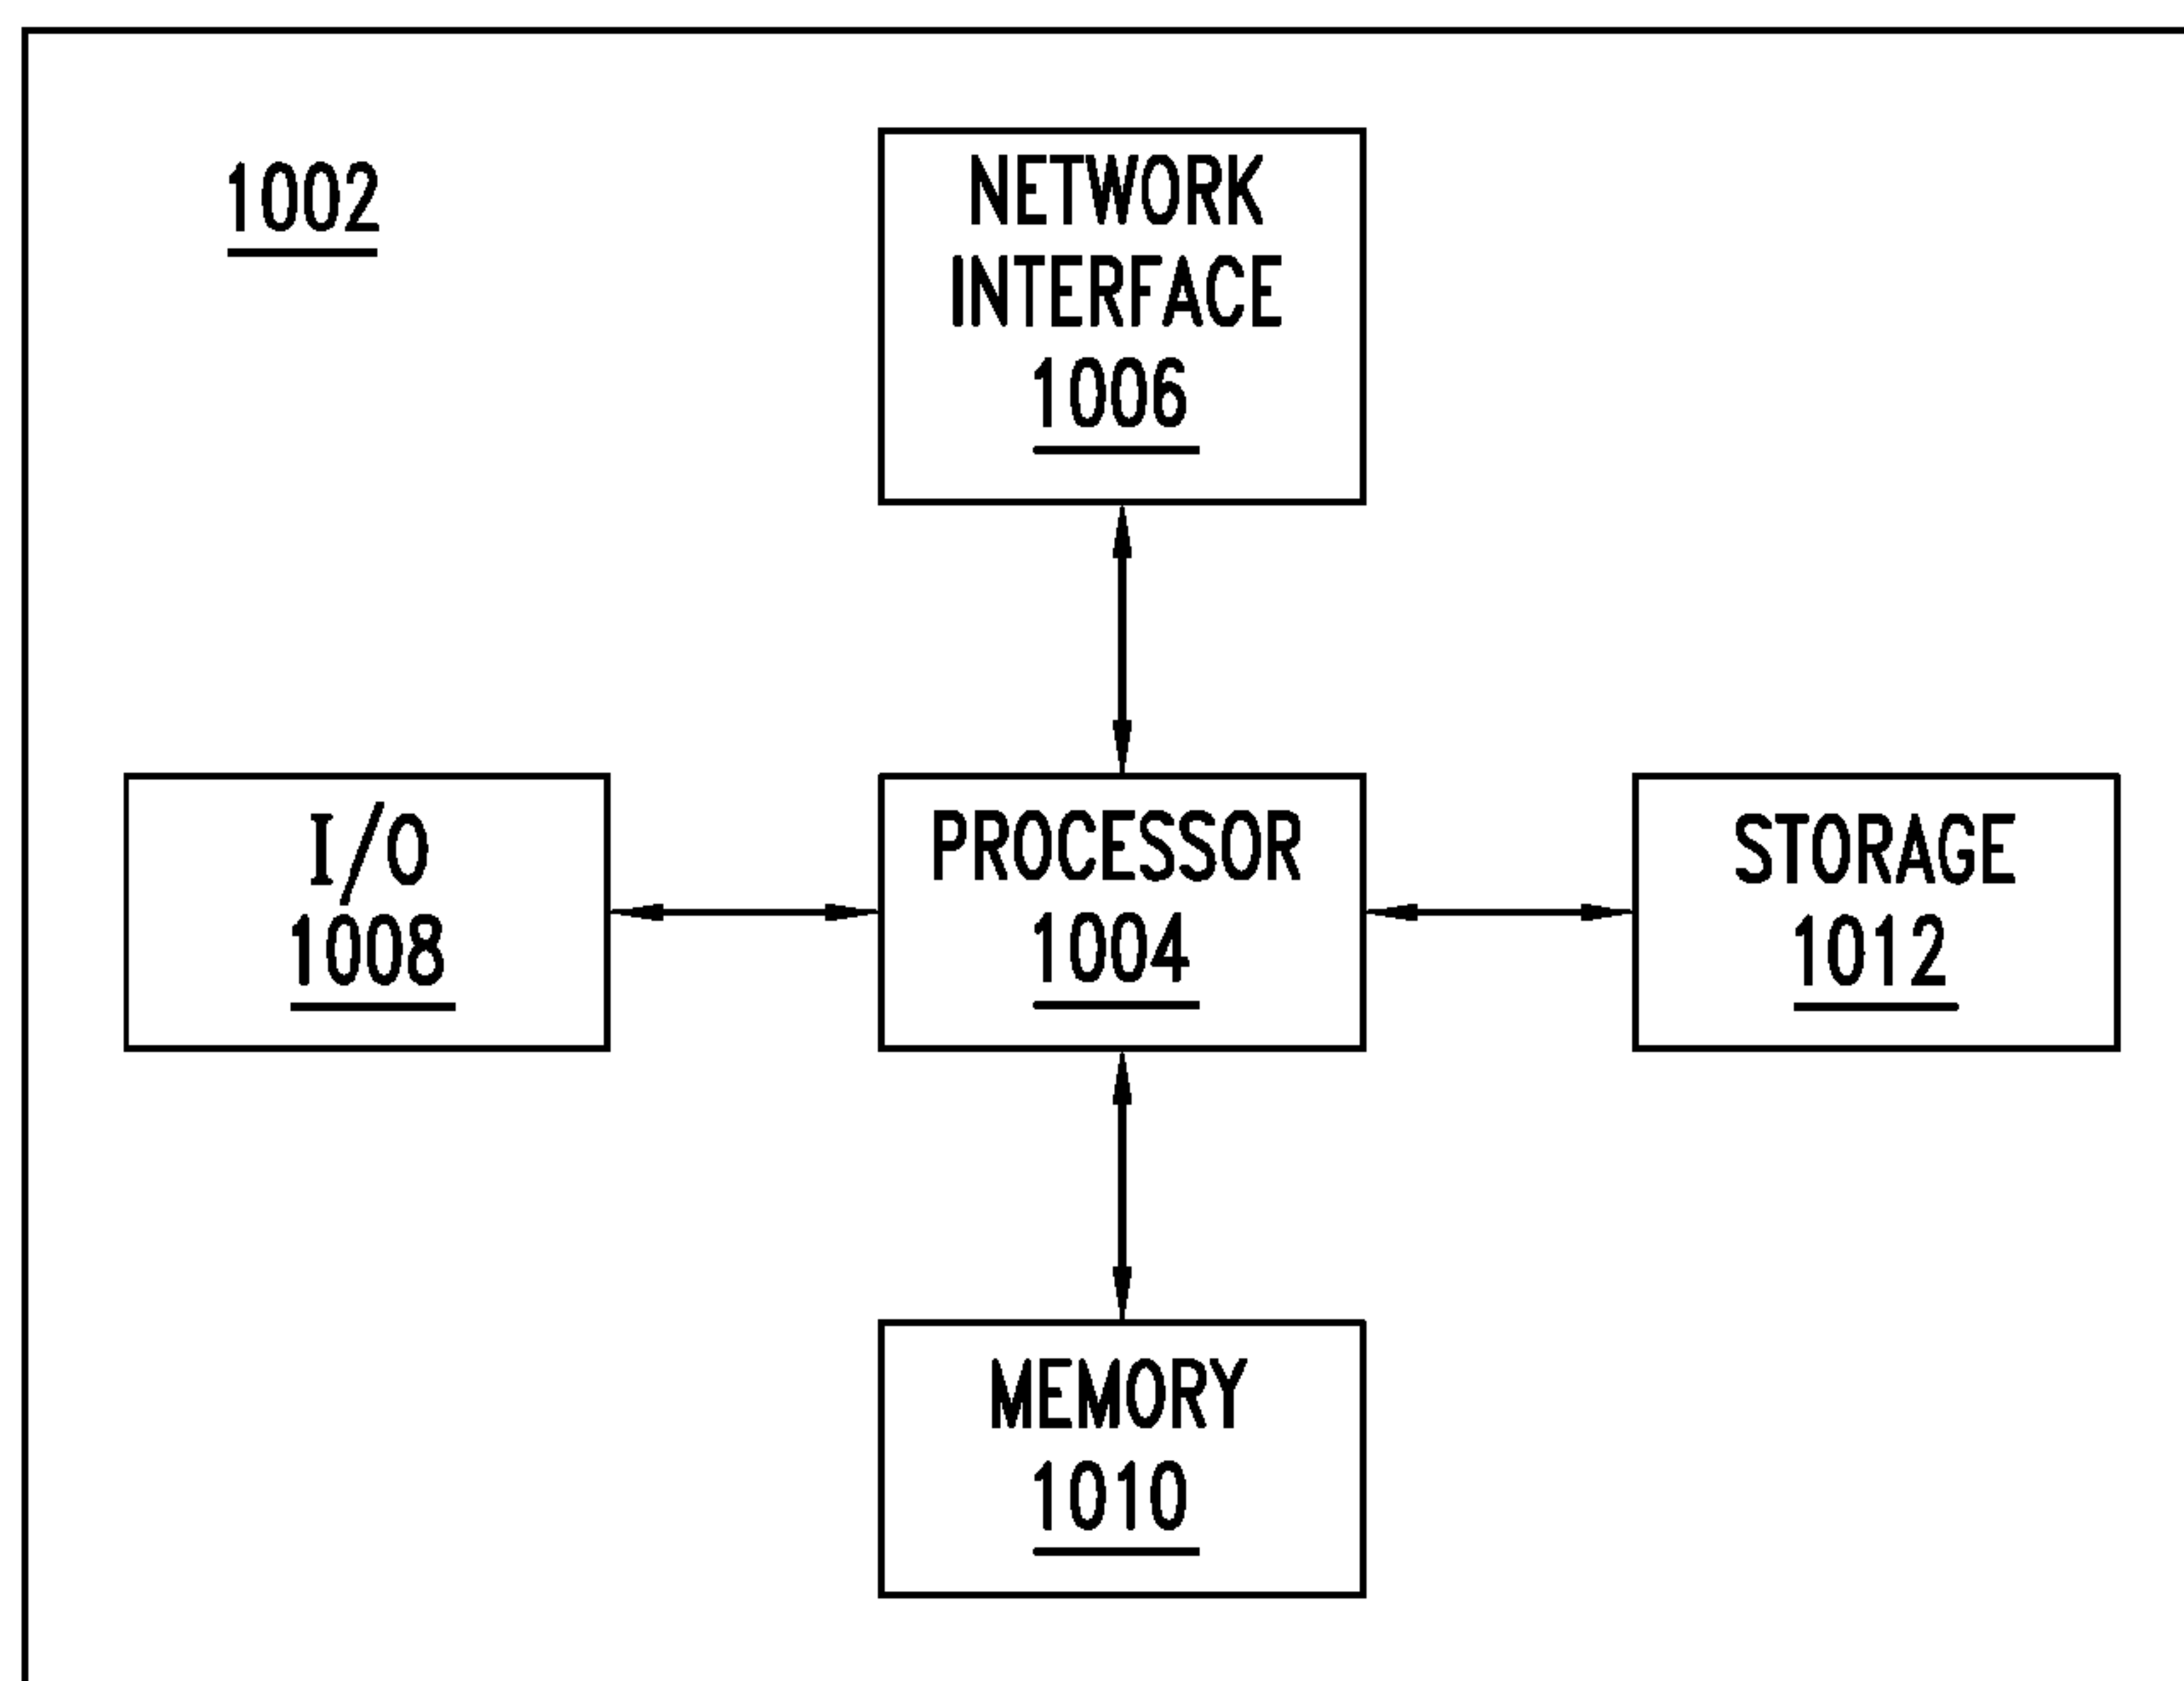 1002
NETWORK
INTERFACE
1006
I/O
1008
PROCESSOR
1004
STORAGE
1012
MEMORY
1010